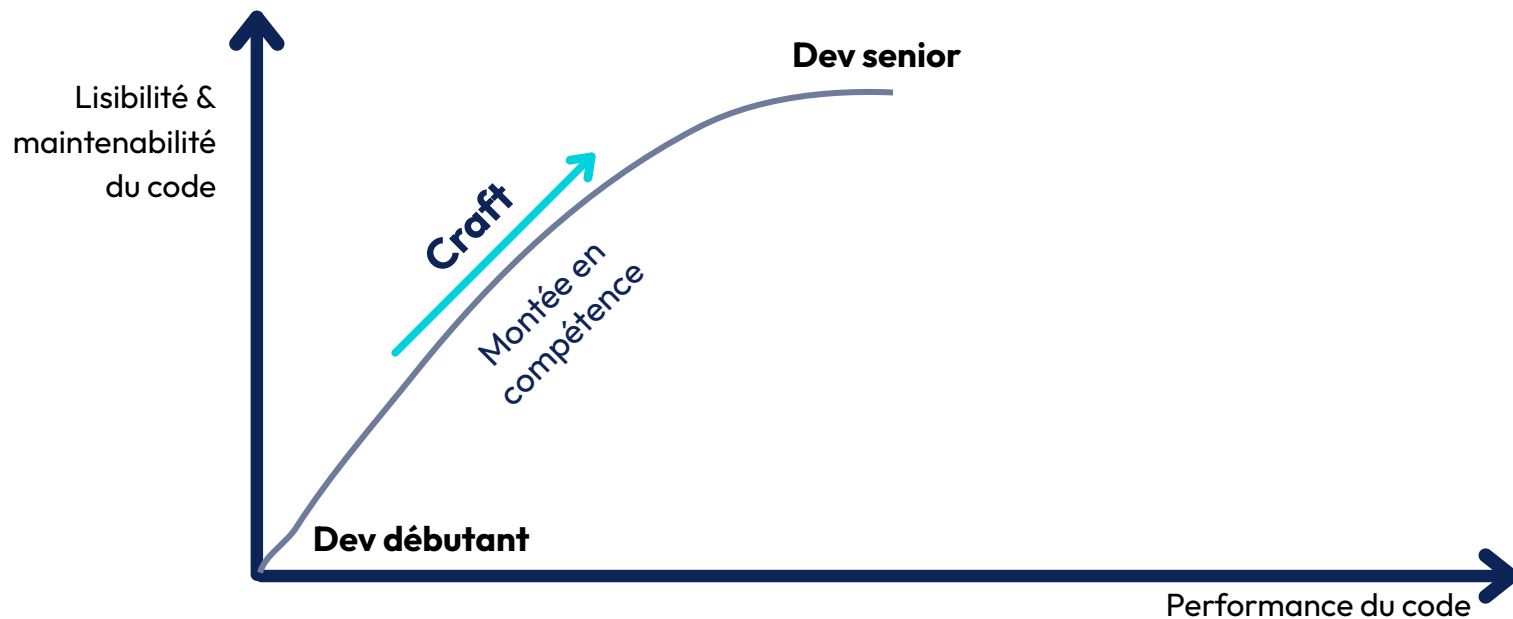 Dev senior
Lisibilité &
maintenabilité
du code
Craft
Montée en
compétence
Dev débutant
Performance du code